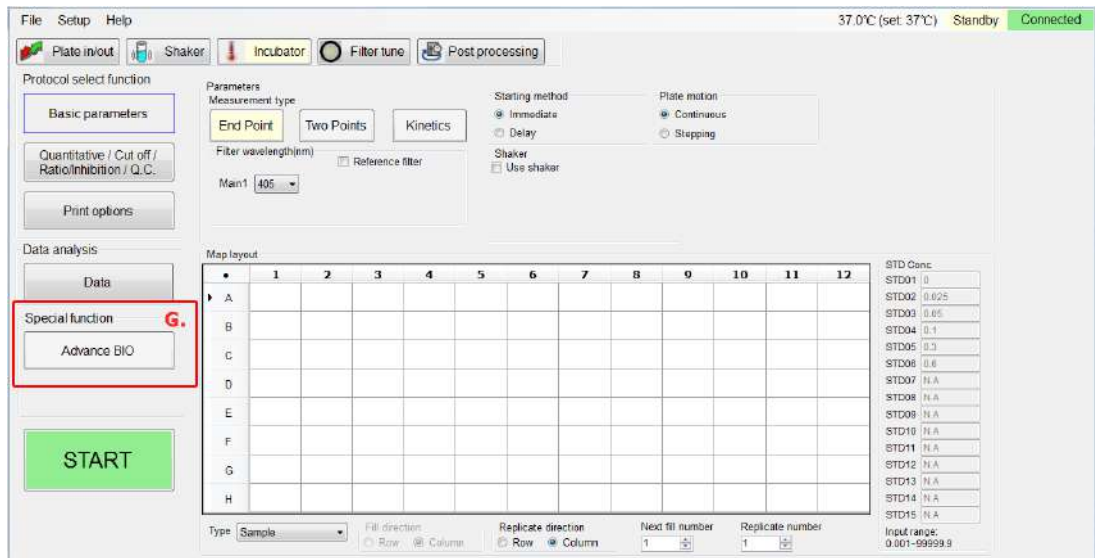 File Setup Help 37.0℃ (set: 37℃) Standby Connected
Plate in/out Shaker Incubator Filter tune Post processing
Protocol select function
Basic parameters
Quantitative / Cut off /
Ratio/Inhibition / Q.C.
Print options
Data analysis
Data
Special function G.
Advance BIO
START
Parameters
Measurement type
End Point Two Points Kinetics
Filter wavelength(nm)
Reference filter
Main1 405
Starting method
Immediate
Delay
Shaker
Use shaker
Plate motion
Continuous
Stepping
Map layout
1 2 3 4 5 6 7 8 9 10 11 12
A
B
C
D
E
F
G
H
Type Sample
Fill direction
Row Column
Replicate direction
Row Column
Next fill number
1
Replicate number
1
STD Conc.
STD01 0
STD02 0.025
STD03 0.05
STD04 0.1
STD05 0.3
STD06 0.6
STD07 N.A
STD08 N.A
STD09 N.A
STD10 N.A
STD11 N.A
STD12 N.A
STD13 N.A
STD14 N.A
STD15 N.A
Input range:
0.001~99999.9